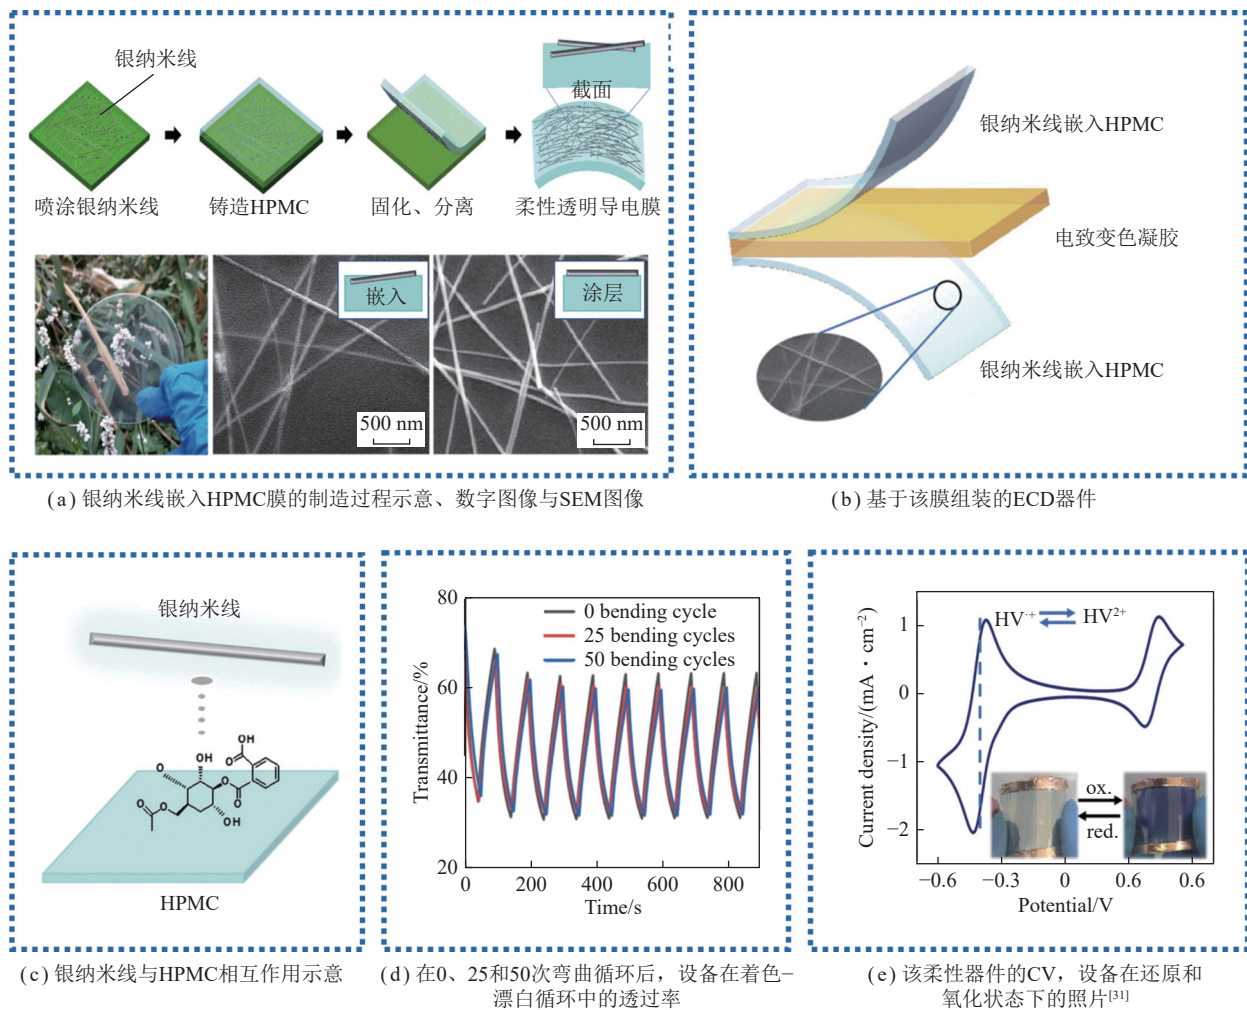 银纳米线
截面
喷涂银纳米线
铸造HPMC
固化、分离
柔性透明导电膜
嵌入
涂层
500 nm
500 nm
(a) 银纳米线嵌入HPMC膜的制造过程示意、数字图像与SEM图像
银纳米线嵌入HPMC
电致变色凝胶
银纳米线嵌入HPMC
(b) 基于该膜组装的ECD器件
银纳米线
OH
O
OH
O
O
O
O
O
OH
HPMC
(c) 银纳米线与HPMC相互作用示意
80
60
40
20
Transmittance/%
0 bending cycle
25 bending cycles
50 bending cycles
0 200 400 600 800
Time/s
(d) 在0、25和50次弯曲循环后，设备在着色−
漂白循环中的透过率
1
0
−1
−2
Current density/(mA·cm⁻²)
HV·⁺ HV²⁺
ox.
red.
−0.6 −0.3 0 0.6 0.6
Potential/V
(e) 该柔性器件的CV，设备在还原和
氧化状态下的照片[31]